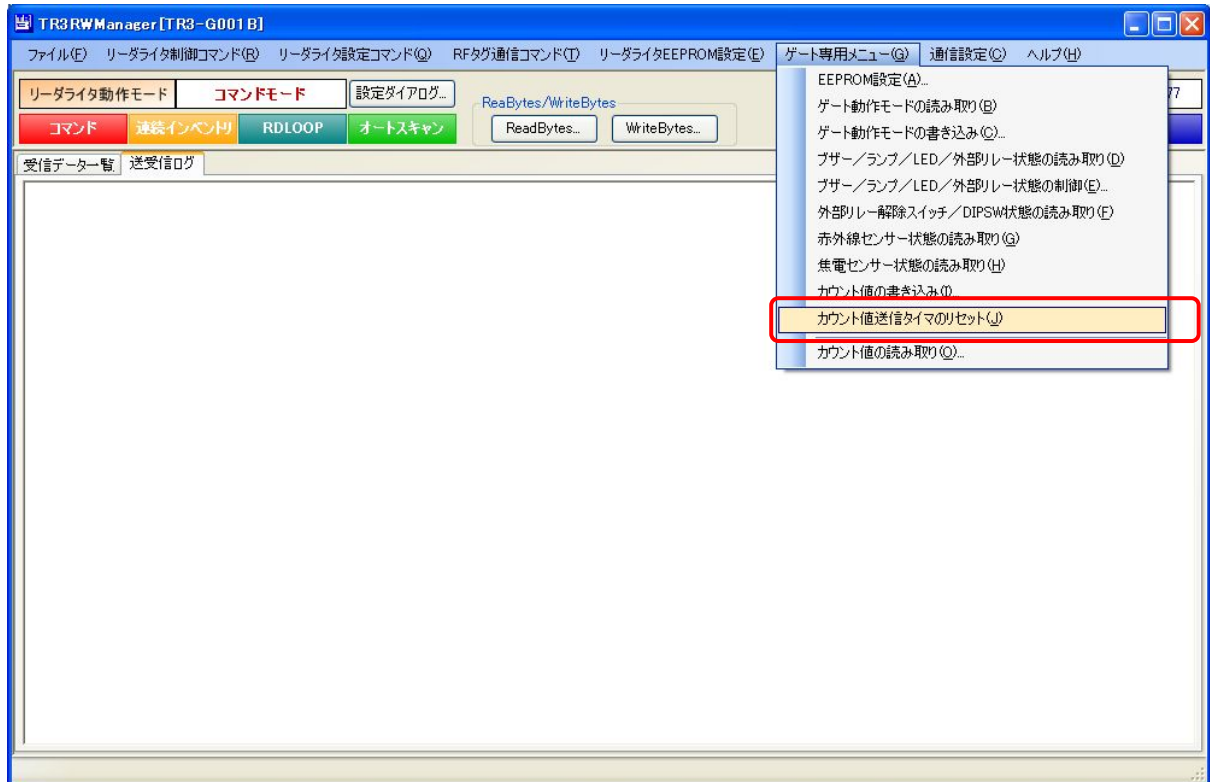 TR3RWManager[TR3-G001B]
ファイル(F) リーダライタ制御コマンド(R) リーダライタ設定コマンド(Q) RFタグ通信コマンド(T) リーダライタEEPROM設定(E) ゲート専用メニュー(G) 通信設定(C) ヘルプ(H)
リーダライタ動作モード コマンドモード 設定ダイアログ...
ReaBytes/WriteBytes
ReadBytes... WriteBytes...
コマンド 連続インベントリ RDLOOP オートスキャン
受信データ一覧 送受信ログ
EEPROM設定(A)...
ゲート動作モードの読み取り(B)
ゲート動作モードの書き込み(C)...
ブザー／ランプ／LED／外部リレー状態の読み取り(D)
ブザー／ランプ／LED／外部リレー状態の制御(E)...
外部リレー解除スイッチ／DIPSW状態の読み取り(F)
赤外線センサー状態の読み取り(G)
焦電センサー状態の読み取り(H)
カウント値の書き込み(I)...
カウント値送信タイマのリセット(J)
カウント値の読み取り(O)...